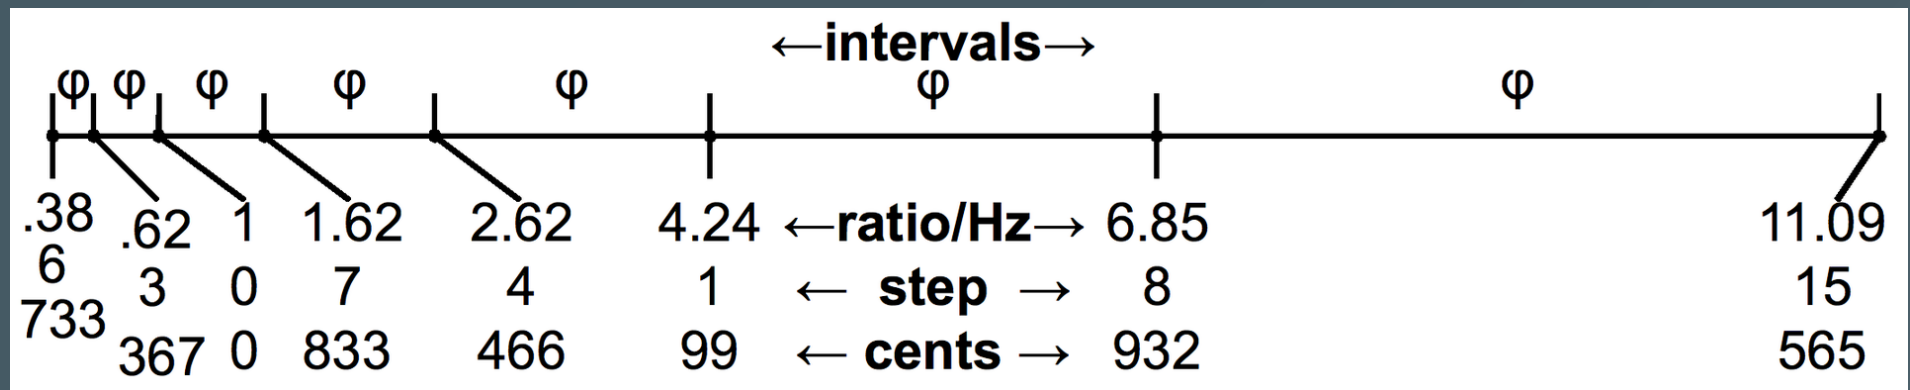 ←intervals→
φ φ φ φ φ φ φ
.38 .62 1 1.62 2.62 4.24 ←ratio/Hz→ 6.85 11.09
6 3 0 7 4 1 ← step → 8 15
733 367 0 833 466 99 ← cents → 932 565